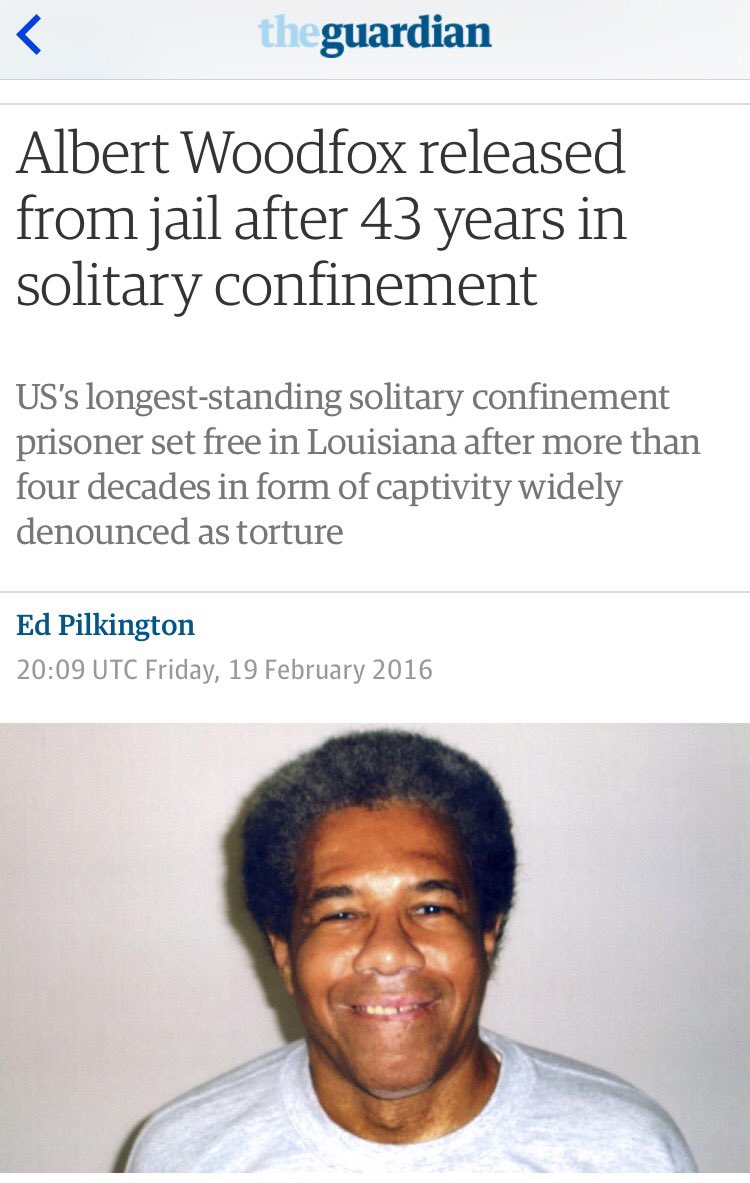 theguardian
Albert Woodfox released
from jail after 43 years in
solitary confinement
US's longest-standing solitary confinement
prisoner set free in Louisiana after more than
four decades in form of captivity widely
denounced as torture
Ed Pilkington
20:09 UTC Friday, 19 February 2016